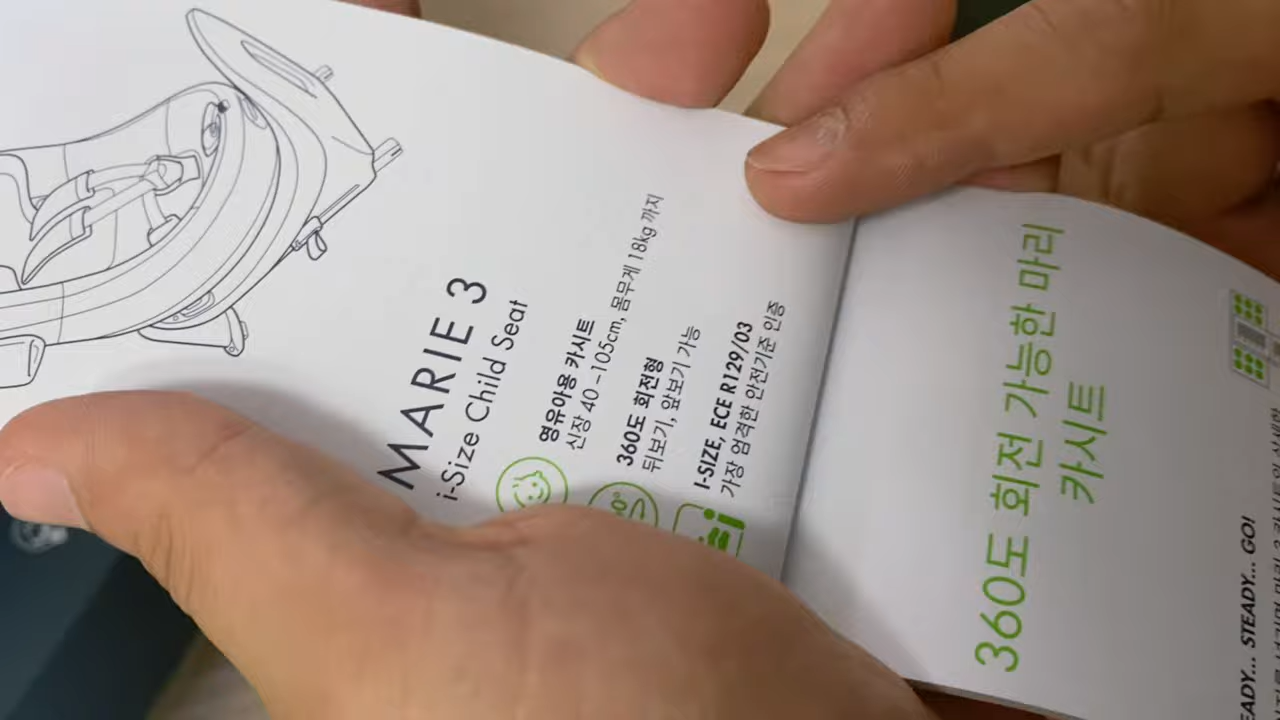 MARIE 3
i-Size Child Seat
영유아용 카시트
신장 40 -105cm, 몸무게 18kg 까지
360도 회전형
뒤보기, 앞보기 가능
I-SIZE, ECE R129/03
가장 엄격한 안전기준 인증
360도 회전 가능한 마리
카시트
STEADY... GO!